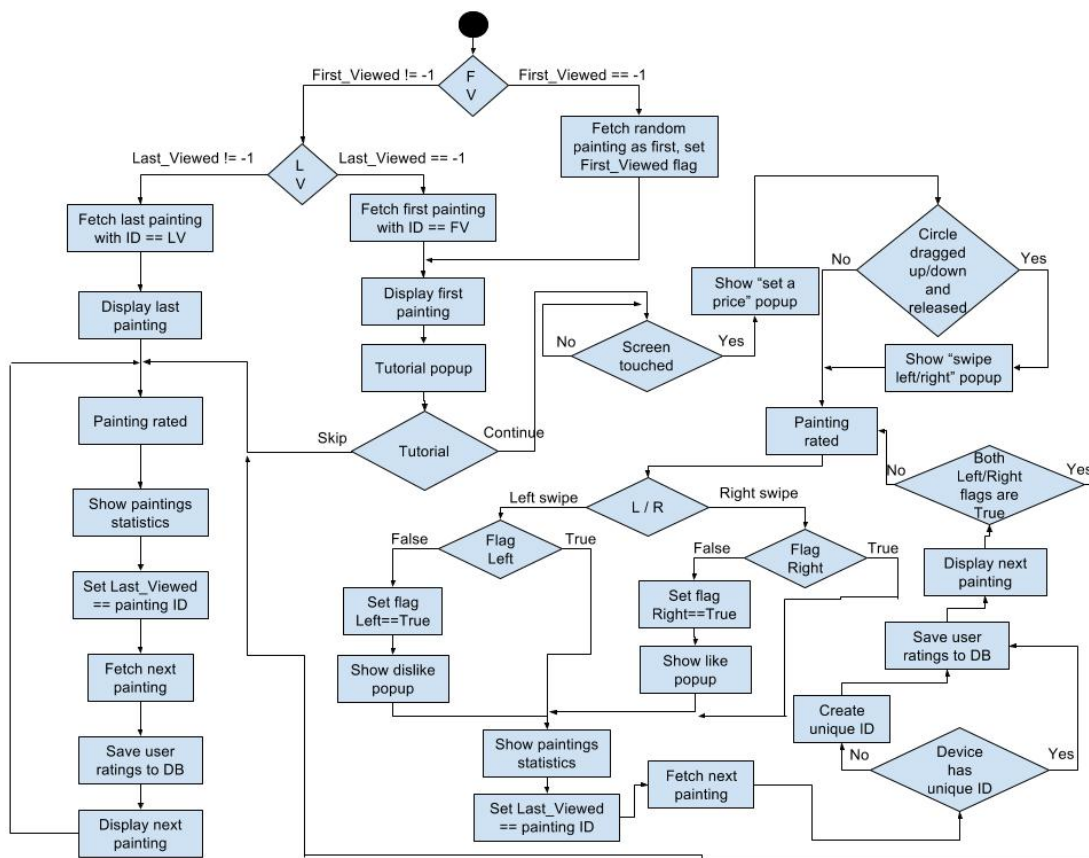 F
V
First_Viewed != -1
First_Viewed == -1
Fetch random
painting as first, set
First_Viewed flag
L
V
Last_Viewed != -1
Last_Viewed == -1
Fetch last painting
with ID == LV
Fetch first painting
with ID == FV
Display last
painting
Display first
painting
Tutorial popup
Tutorial
Skip
Continue
Screen
touched
No
Yes
Show “set a
price” popup
Circle
dragged
up/down
and
released
No
Yes
Show “swipe
left/right” popup
Painting
rated
Painting rated
Show paintings
statistics
Set Last_Viewed
== painting ID
Fetch next
painting
Save user
ratings to DB
Display next
painting
L / R
Left swipe
Right swipe
Flag
Left
False
True
Set flag
Left==True
Show dislike
popup
Flag
Right
False
True
Set flag
Right==True
Show like
popup
Show paintings
statistics
Set Last_Viewed
== painting ID
Fetch next
painting
Device
has
unique ID
No
Yes
Create
unique ID
Save user
ratings to DB
Display next
painting
Both
Left/Right
flags are
True
No
Yes